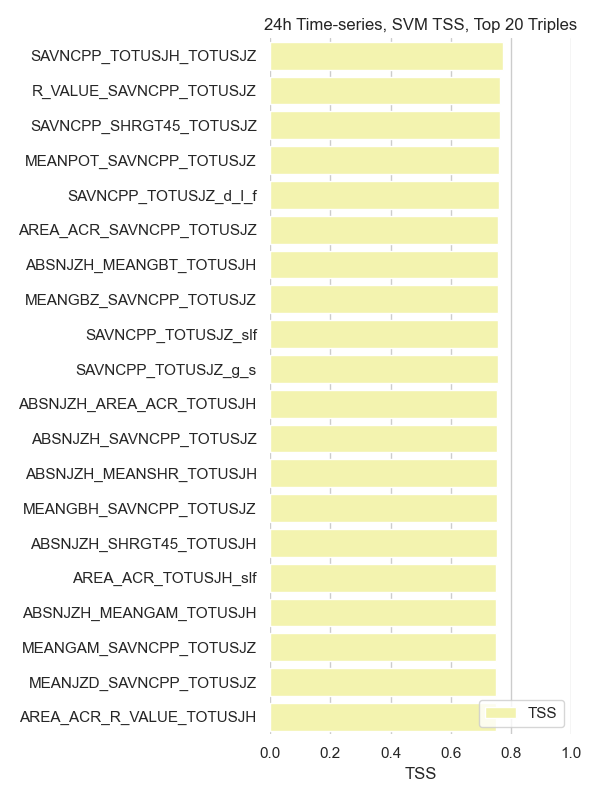 24h Time-series, SVM TSS, Top 20 Triples
SAVNCPP_TOTUSJH_TOTUSJZ
R_VALUE_SAVNCPP_TOTUSJZ
SAVNCPP_SHRGT45_TOTUSJZ
MEANPOT_SAVNCPP_TOTUSJZ
SAVNCPP_TOTUSJZ_d_l_f
AREA_ACR_SAVNCPP_TOTUSJZ
ABSNJZH_MEANGBT_TOTUSJH
MEANGBZ_SAVNCPP_TOTUSJZ
SAVNCPP_TOTUSJZ_slf
SAVNCPP_TOTUSJZ_g_s
ABSNJZH_AREA_ACR_TOTUSJH
ABSNJZH_SAVNCPP_TOTUSJZ
ABSNJZH_MEANSHR_TOTUSJH
MEANGBH_SAVNCPP_TOTUSJZ
ABSNJZH_SHRGT45_TOTUSJH
AREA_ACR_TOTUSJH_slf
ABSNJZH_MEANGAM_TOTUSJH
MEANGAM_SAVNCPP_TOTUSJZ
MEANJZD_SAVNCPP_TOTUSJZ
AREA_ACR_R_VALUE_TOTUSJH
TSS
0.0 0.2 0.4 0.6 0.8 1.0
TSS